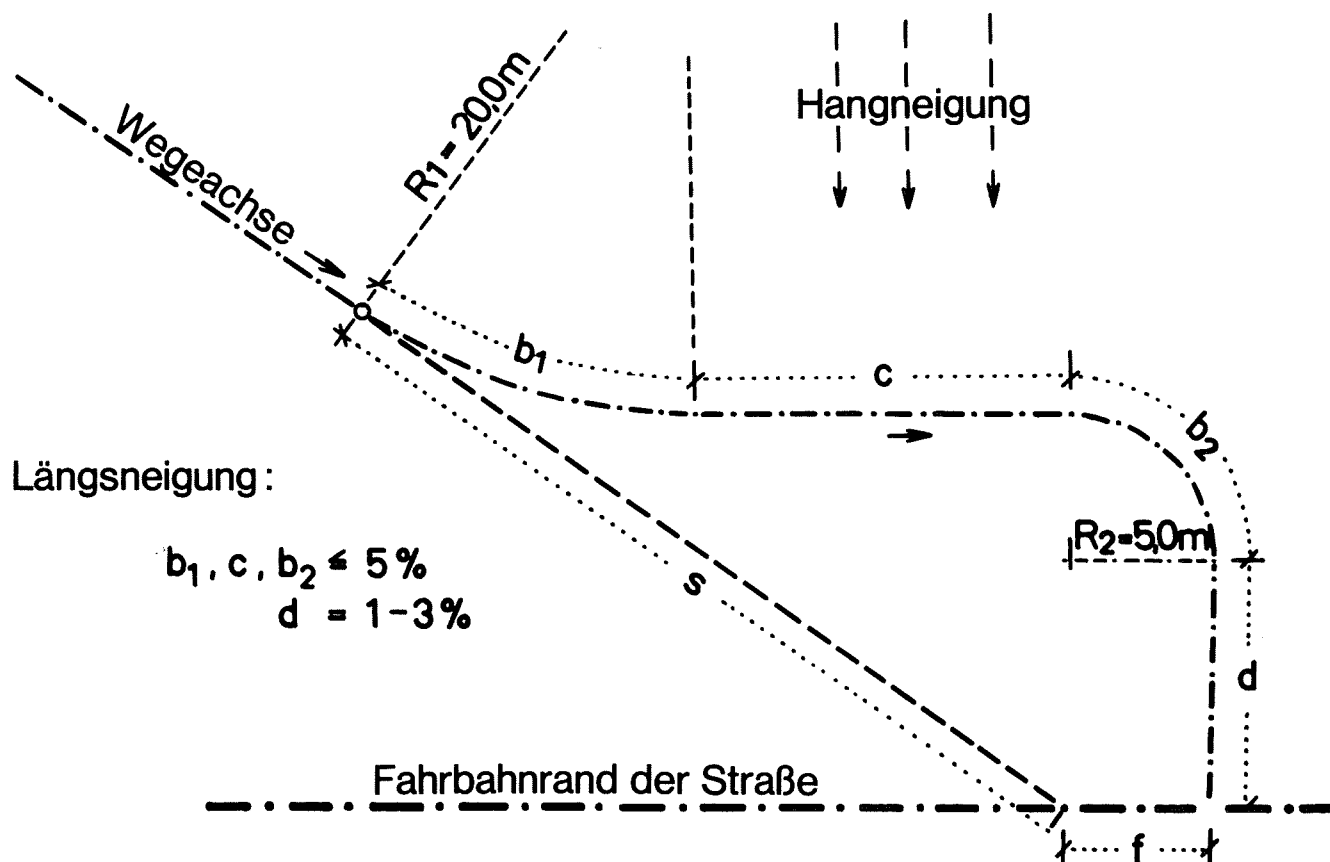 Wegeachse
R1 = 20,0m
Hangneigung
b1
c
b2
Längsneigung:
R2=5,0m
b1, c, b2 ≤ 5%
d = 1-3%
s
d
Fahrbahnrand der Straße
f